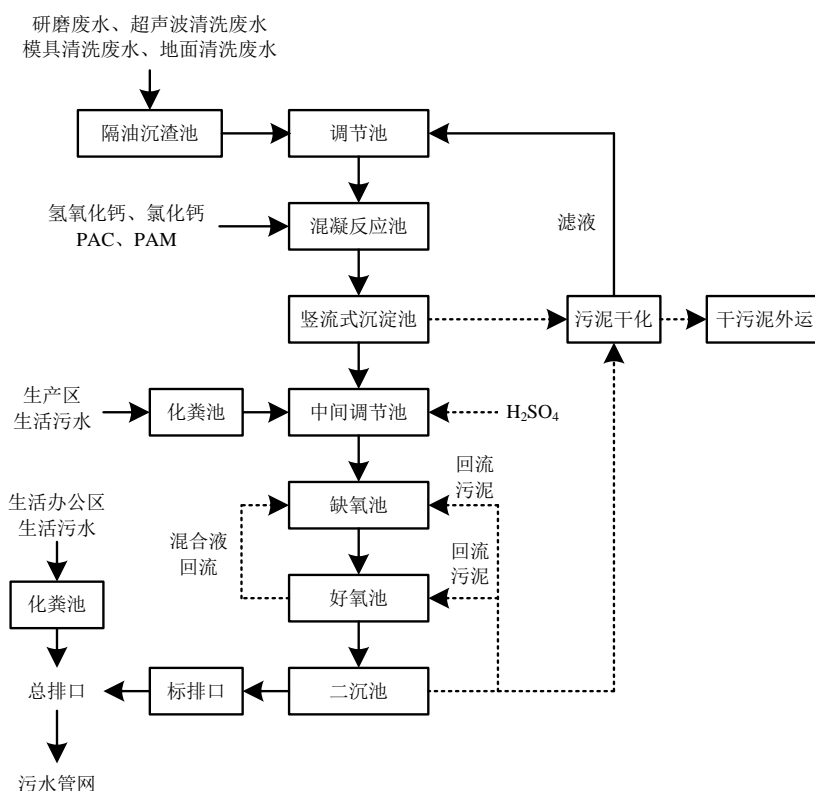 研磨废水、超声波清洗废水
模具清洗废水、地面清洗废水
隔油沉渣池
调节池
氢氧化钙、氯化钙
PAC、PAM
混凝反应池
滤液
竖流式沉淀池
污泥干化
干污泥外运
生产区
生活污水
化粪池
中间调节池
H₂SO₄
生活办公区
生活污水
缺氧池
回流
污泥
混合液
回流
回流
污泥
化粪池
好氧池
总排口
标排口
二沉池
污水管网